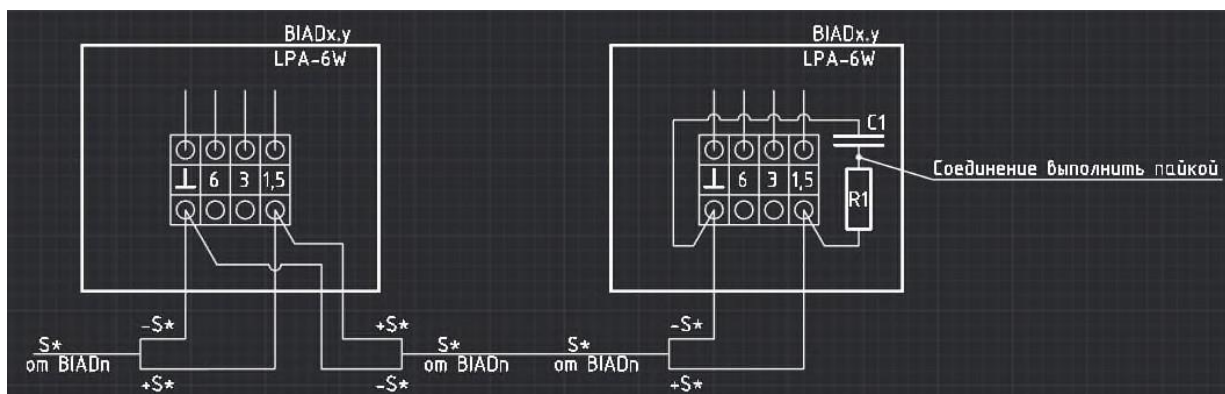 BIADx.y
LPA-6W
⊥ 6 3 1,5
-S*
+S*
S*
от BIADn
+S*
-S*
S*
от BIADn
BIADx.y
LPA-6W
C1
⊥ 6 3 1,5
R1
Соединение выполнить пайкой
S*
от BIADn
-S*
+S*